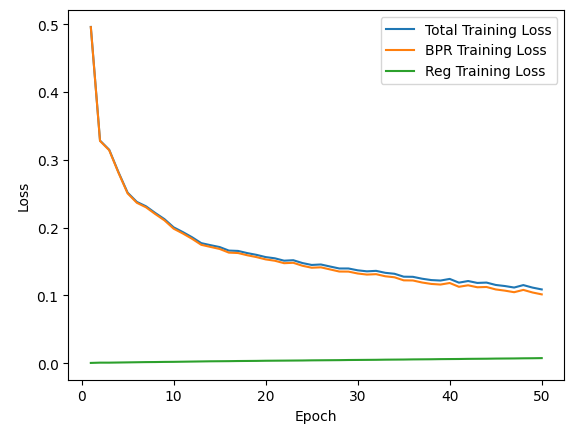 Total Training Loss
BPR Training Loss
Reg Training Loss
Loss
0.5
0.4
0.3
0.2
0.1
0.0
0 10 20 30 40 50
Epoch